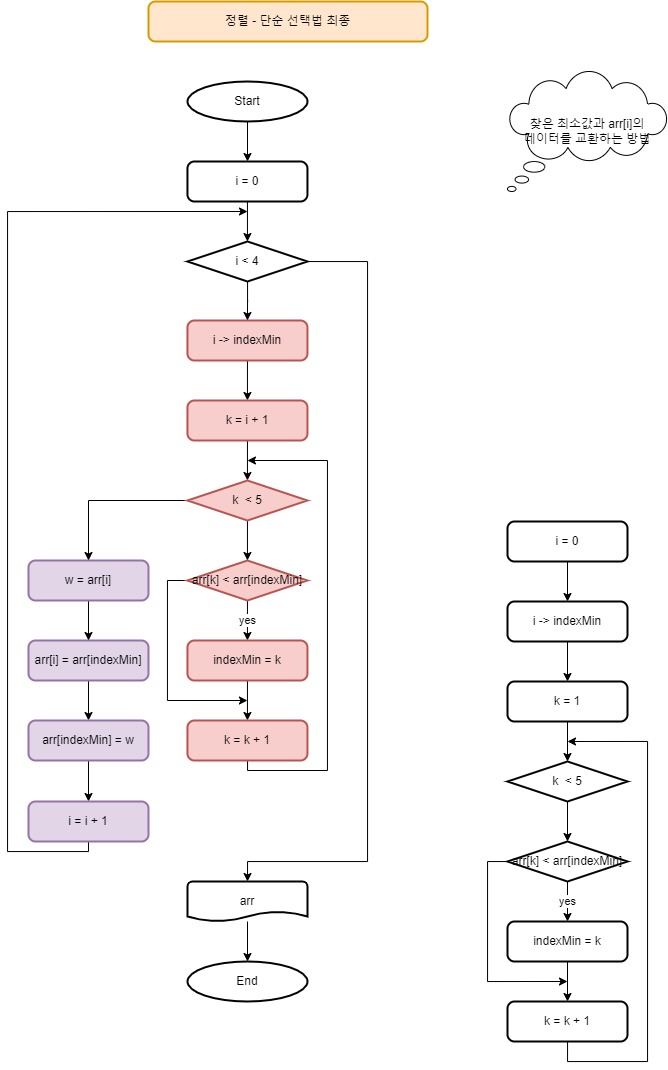 정렬 - 단순 선택법 최종
Start
찾은 최소값과 arr[i]의
데이터를 교환하는 방법
i = 0
i < 4
i -> indexMin
k = i + 1
k < 5
arr[k] < arr[indexMin]
yes
indexMin = k
k = k + 1
w = arr[i]
arr[i] = arr[indexMin]
arr[indexMin] = w
i = i + 1
arr
End
i = 0
i -> indexMin
k = 1
k < 5
arr[k] < arr[indexMin]
yes
indexMin = k
k = k + 1